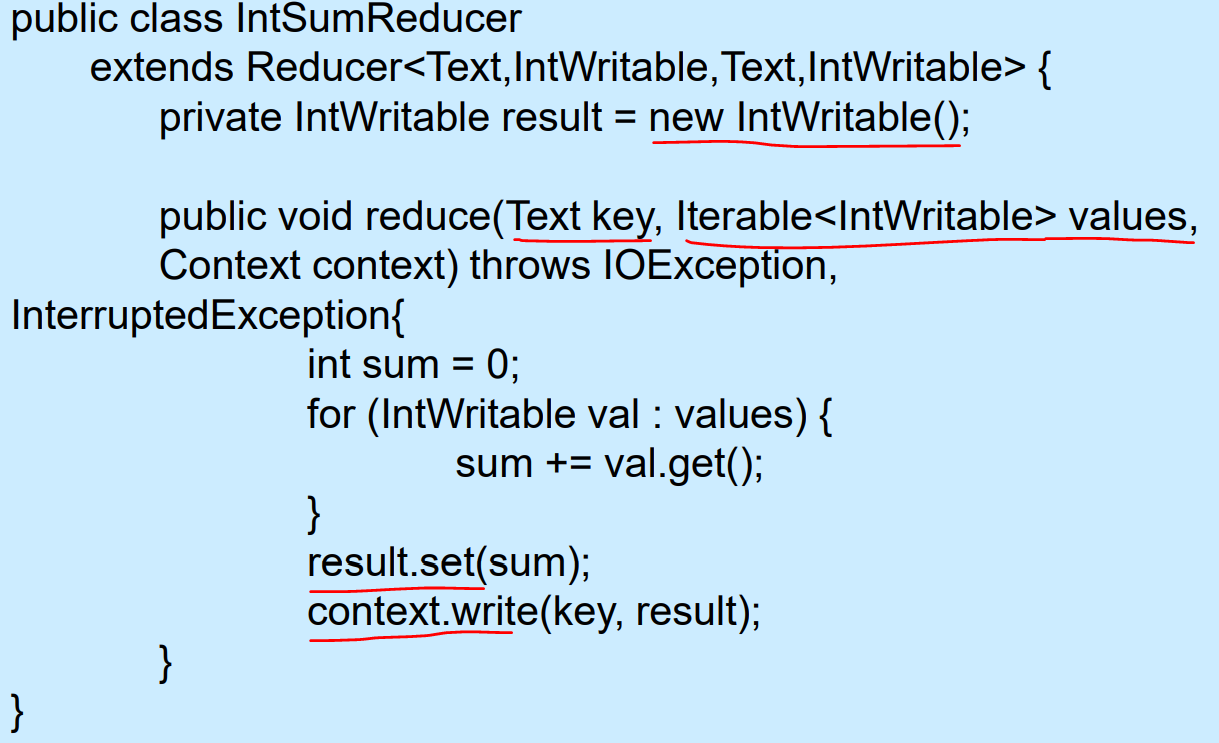 public class IntSumReducer
extends Reducer<Text,IntWritable,Text,IntWritable> {
private IntWritable result = new IntWritable();
public void reduce(Text key, Iterable<IntWritable> values,
Context context) throws IOException,
InterruptedException{
int sum = 0;
for (IntWritable val : values) {
sum += val.get();
}
result.set(sum);
context.write(key, result);
}
}